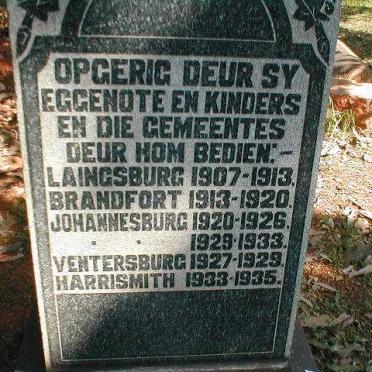 OPGERIG DEUR SY
EGGENOTE EN KINDERS
EN DIE GEMEENTES
DEUR HOM BEDIEN:-
LAINGSBURG 1907-1913.
BRANDFORT 1913-1920.
JOHANNESBURG 1920-1926.
" " 1929-1933.
VENTERSBURG 1927-1929.
HARRISMITH 1933-1935.